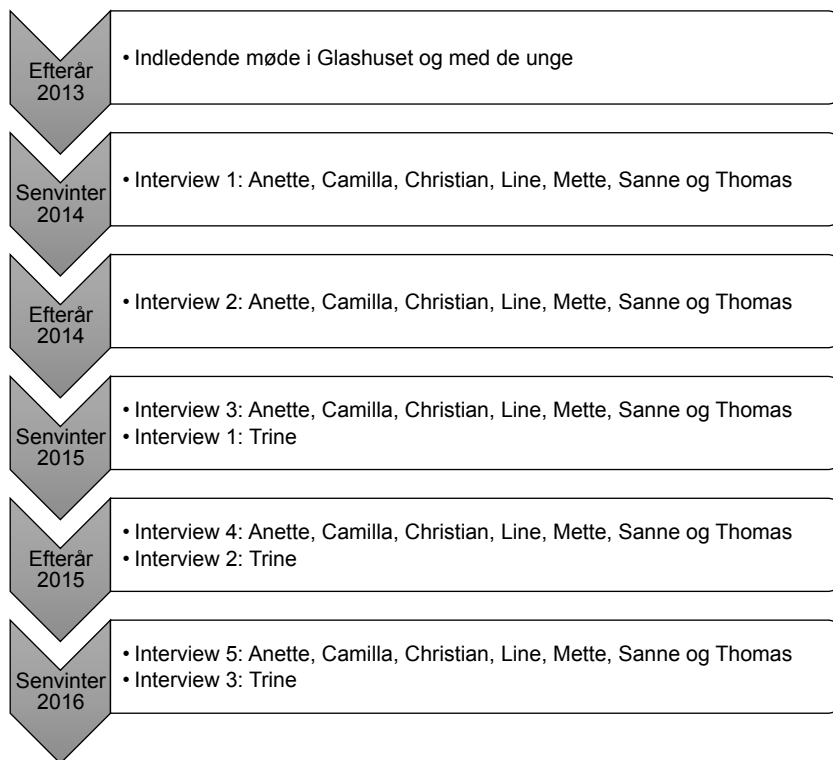 Efterår
2013
• Indledende møde i Glashuset og med de unge
Senvinter
2014
• Interview 1: Anette, Camilla, Christian, Line, Mette, Sanne og Thomas
Efterår
2014
• Interview 2: Anette, Camilla, Christian, Line, Mette, Sanne og Thomas
Senvinter
2015
• Interview 3: Anette, Camilla, Christian, Line, Mette, Sanne og Thomas
• Interview 1: Trine
Efterår
2015
• Interview 4: Anette, Camilla, Christian, Line, Mette, Sanne og Thomas
• Interview 2: Trine
Senvinter
2016
• Interview 5: Anette, Camilla, Christian, Line, Mette, Sanne og Thomas
• Interview 3: Trine